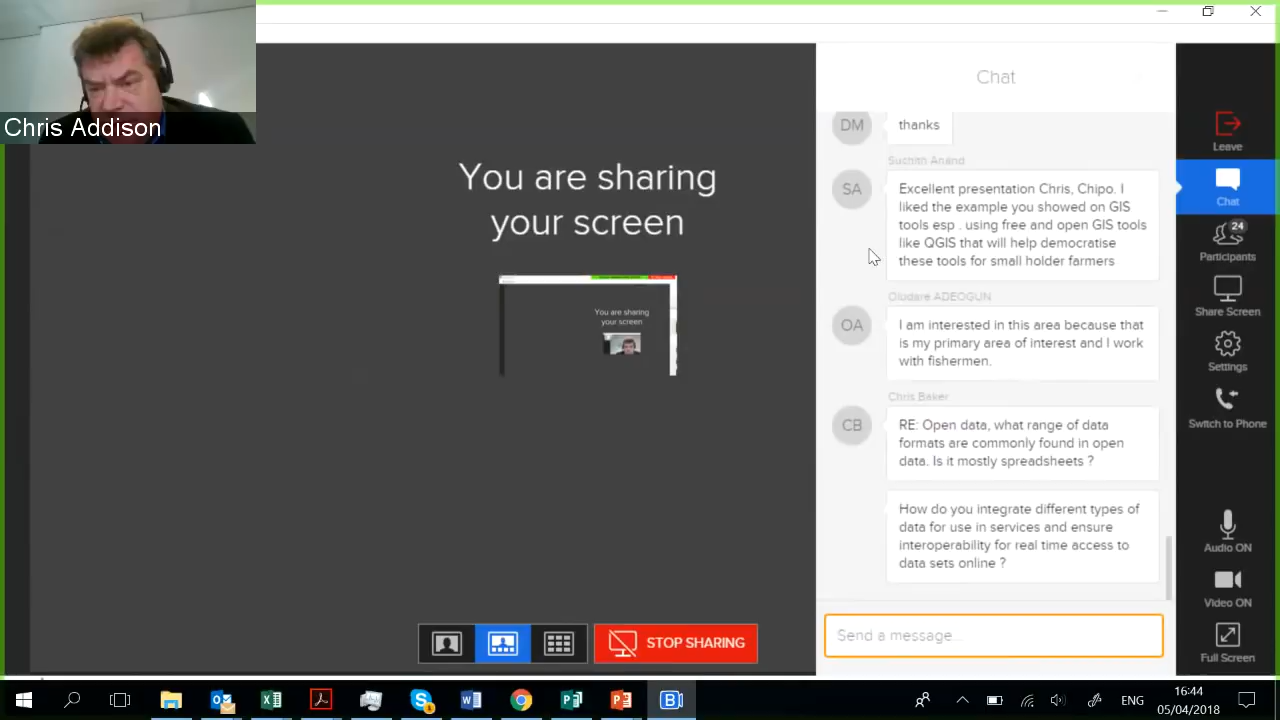 Chris Addison
You are sharing
your screen
You are sharing
your screen
STOP SHARING
Chat
DM
thanks
Suchith Anand
SA
Excellent presentation Chris, Chipo. I
liked the example you showed on GIS
tools esp . using free and open GIS tools
like QGIS that will help democratise
these tools for small holder farmers
Oludare ADEOGUN
OA
I am interested in this area because that
is my primary area of interest and I work
with fishermen.
Chris Baker
CB
RE: Open data, what range of data
formats are commonly found in open
data. Is it mostly spreadsheets ?
How do you integrate different types of
data for use in services and ensure
interoperability for real time access to
data sets online ?
Send a message...
Leave
Chat
24
Participants
Share Screen
Settings
Switch to Phone
Audio ON
Video ON
Full Screen
ENG
16:44
05/04/2018